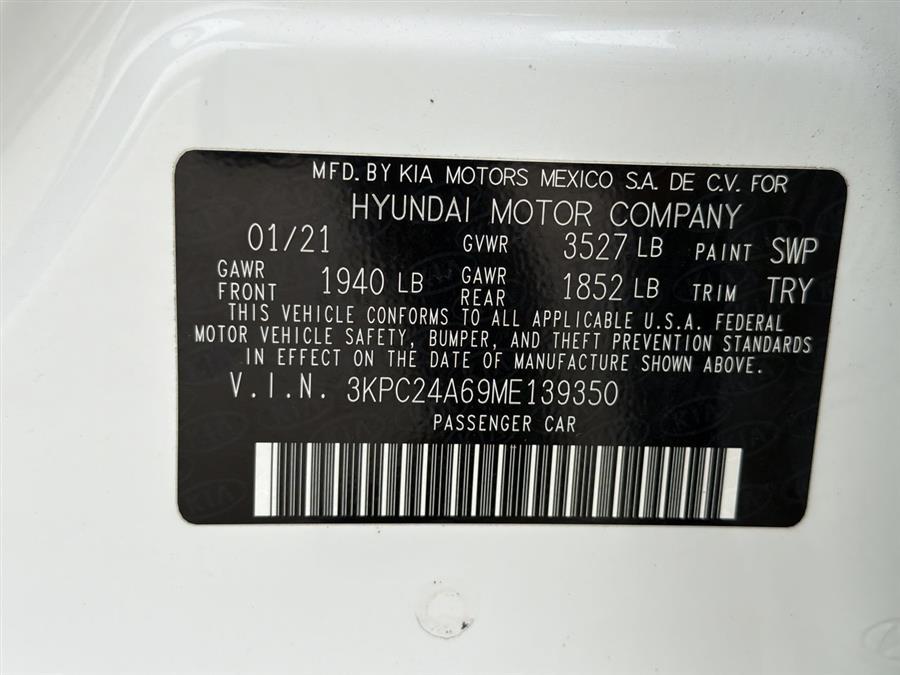 MFD. BY KIA MOTORS MEXICO S.A. DE C.V. FOR
HYUNDAI MOTOR COMPANY
01/21 GVWR 3527 LB PAINT SWP
GAWR FRONT 1940 LB GAWR REAR 1852 LB TRIM TRY
THIS VEHICLE CONFORMS TO ALL APPLICABLE U.S.A. FEDERAL
MOTOR VEHICLE SAFETY, BUMPER, AND THEFT PREVENTION STANDARDS
IN EFFECT ON THE DATE OF MANUFACTURE SHOWN ABOVE.
V.I.N. 3KPC24A69ME139350
PASSENGER CAR